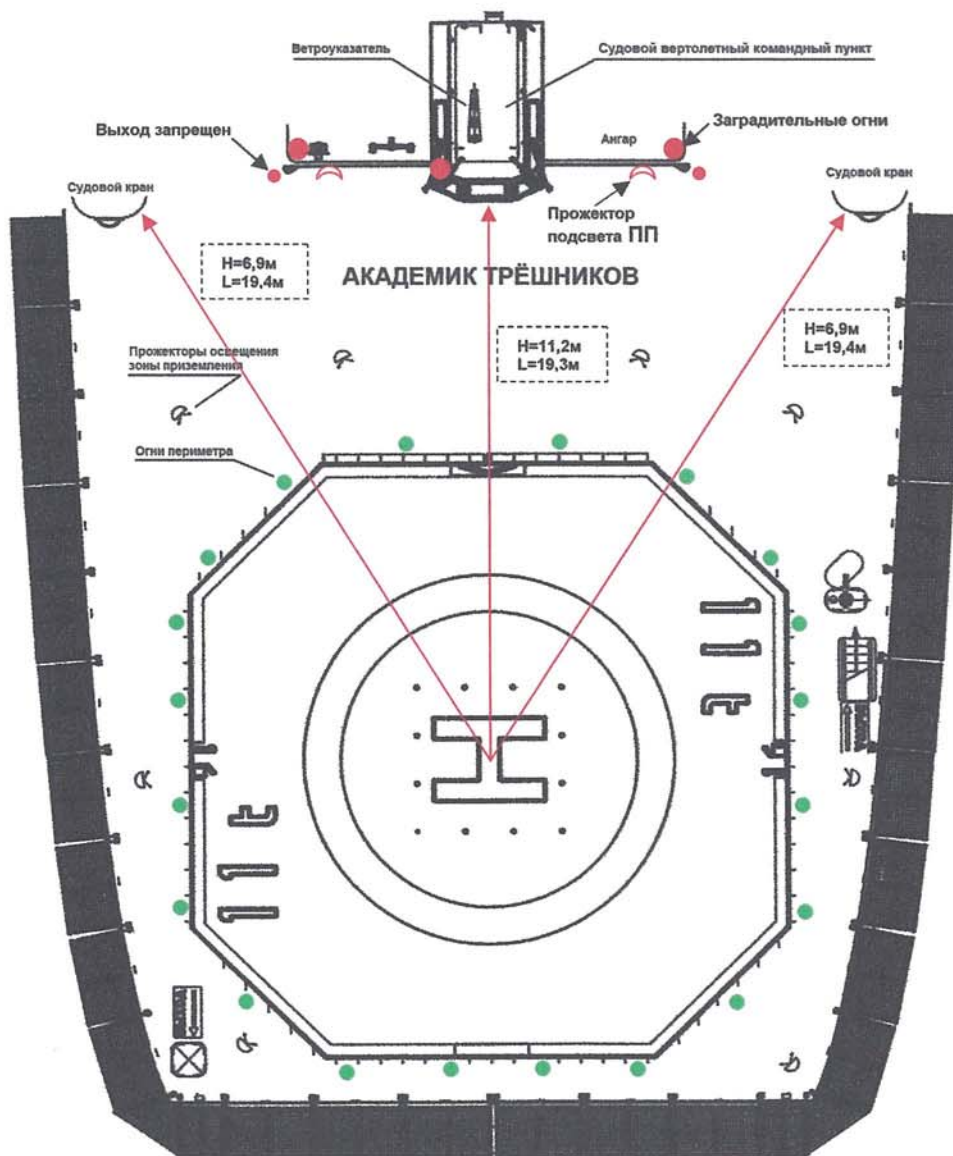 Ветроуказатель
Судовой вертолетный командный пункт
Выход запрещен
Заградительные огни
Ангар
Судовой кран
Судовой кран
Прожектор
подсвета ПП
H=6,9м
L=19,4м
АКАДЕМИК ТРЁШНИКОВ
H=11,2м
L=19,3м
H=6,9м
L=19,4м
Прожекторы освещения
зоны приземления
Огни периметра
H